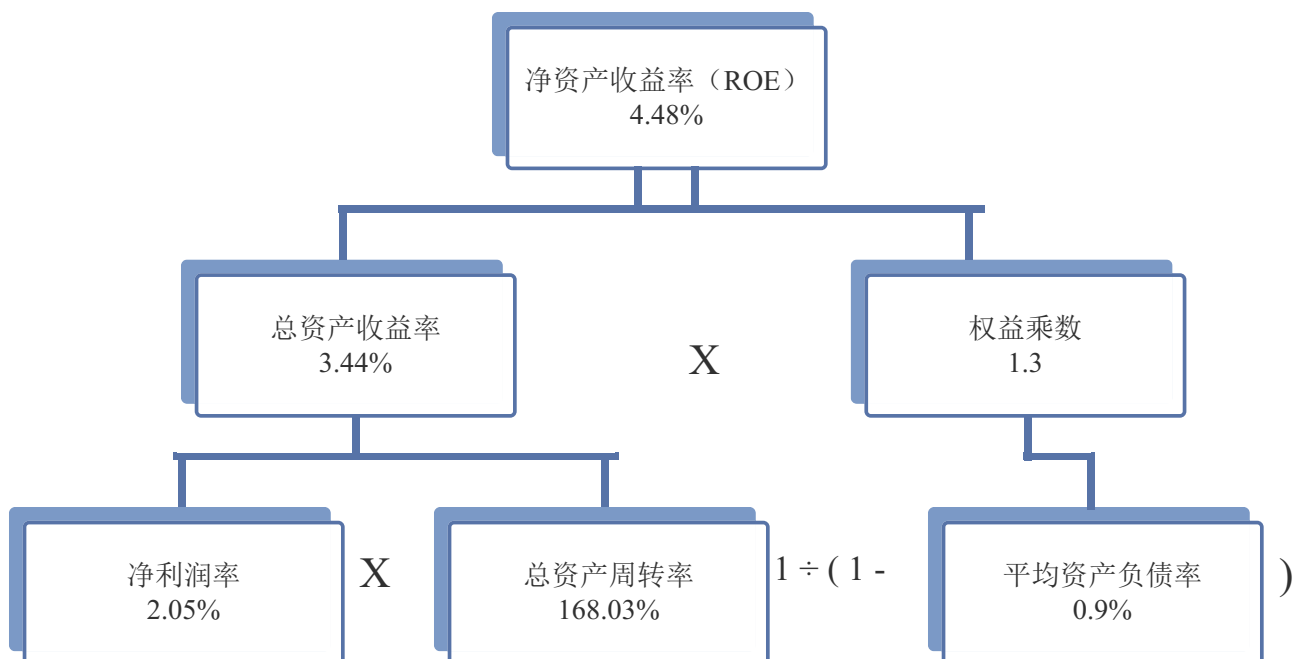 净资产收益率（ROE）
4.48%
总资产收益率
3.44%
X
权益乘数
1.3
净利润率
2.05%
X
总资产周转率
168.03%
1 ÷ ( 1 -
平均资产负债率
0.9%
)